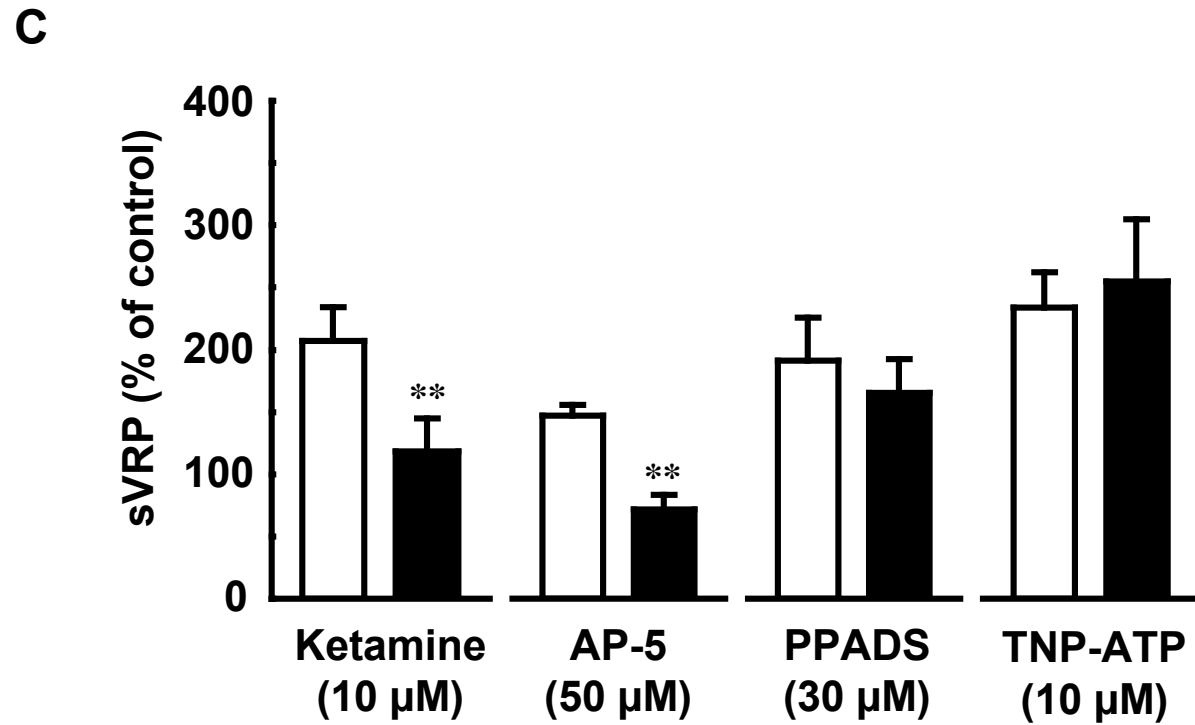 C
sVRP (% of control)
400
300
200
100
0
**
**
Ketamine
(10 µM)
AP-5
(50 µM)
PPADS
(30 µM)
TNP-ATP
(10 µM)